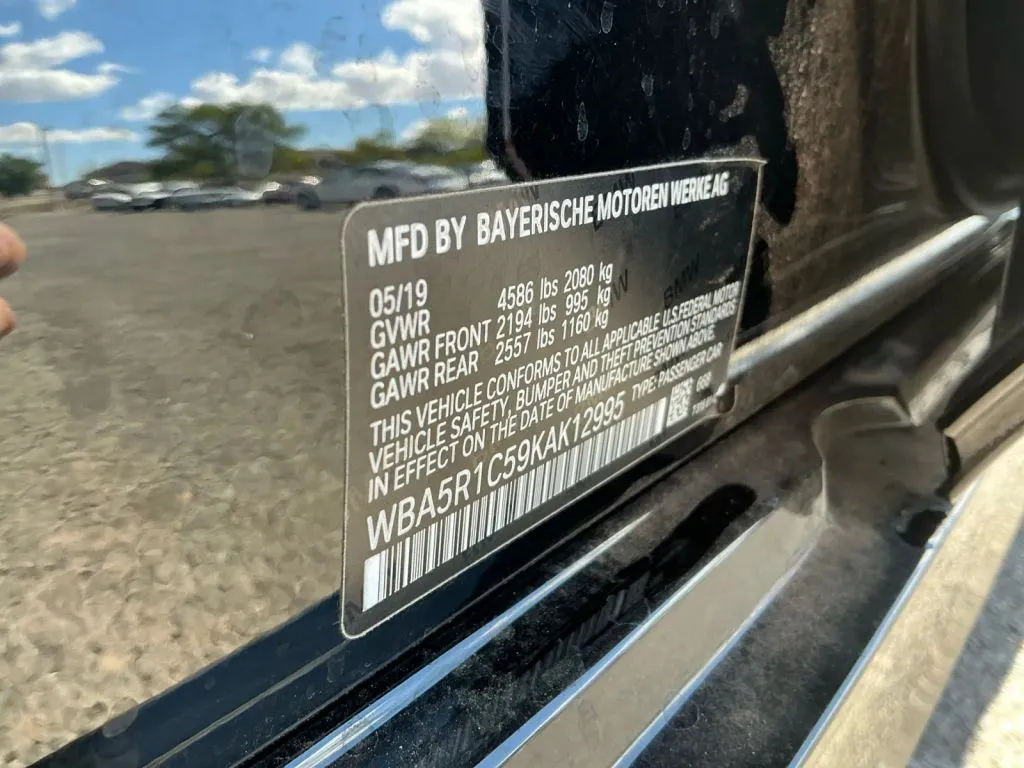 MFD BY BAYERISCHE MOTOREN WERKE AG
05/19
GVWR 4586 lbs 2080 kg
GAWR FRONT 2194 lbs 995 kg
GAWR REAR 2557 lbs 1160 kg
THIS VEHICLE CONFORMS TO ALL APPLICABLE U.S. FEDERAL MOTOR
VEHICLE SAFETY, BUMPER AND THEFT PREVENTION STANDARDS
IN EFFECT ON THE DATE OF MANUFACTURE SHOWN ABOVE.
WBA5R1C59KAK12995 TYPE: PASSENGER CAR
BMW